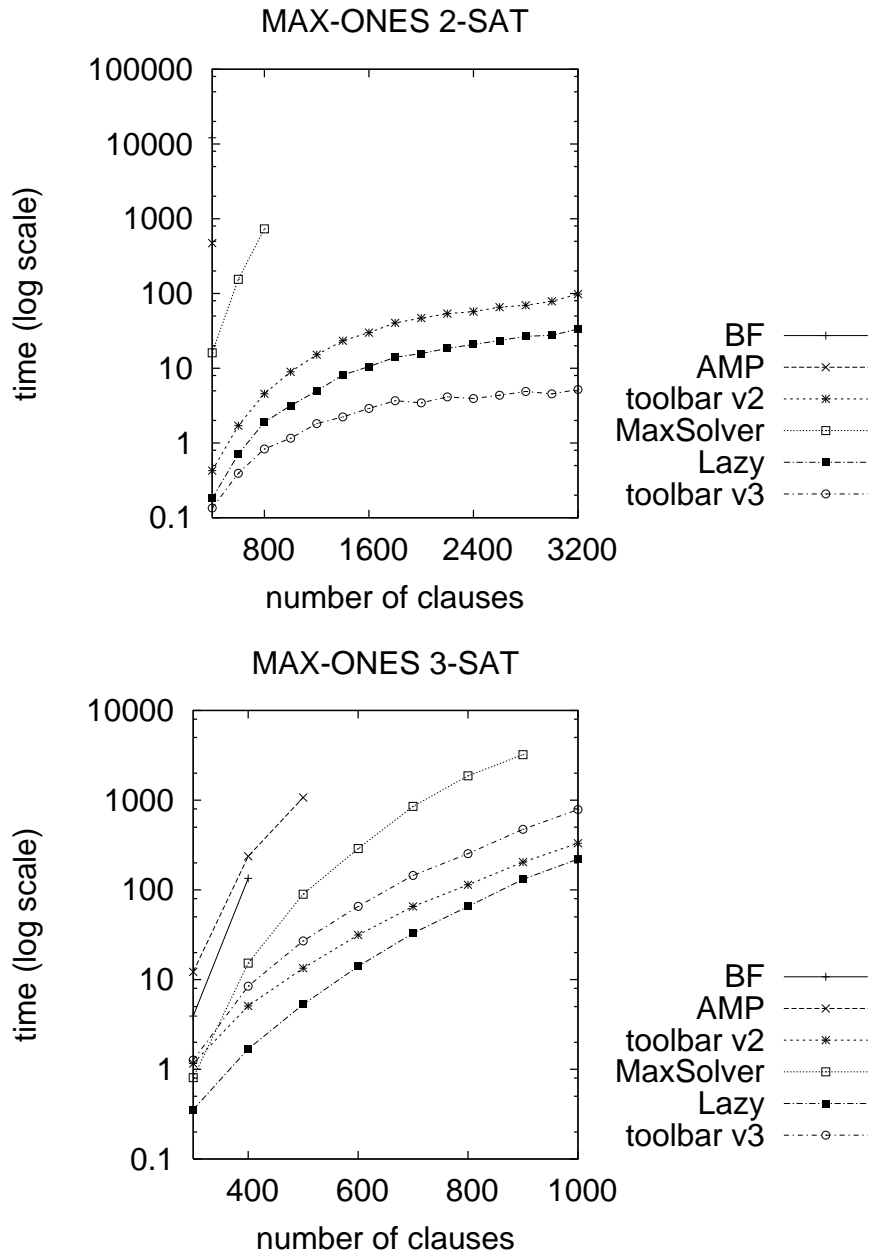 MAX-ONES 2-SAT
100000
10000
1000
100
10
1
0.1
time (log scale)
800 1600 2400 3200
number of clauses
BF
AMP
toolbar v2
MaxSolver
Lazy
toolbar v3
MAX-ONES 3-SAT
10000
1000
100
10
1
0.1
time (log scale)
400 600 800 1000
number of clauses
BF
AMP
toolbar v2
MaxSolver
Lazy
toolbar v3